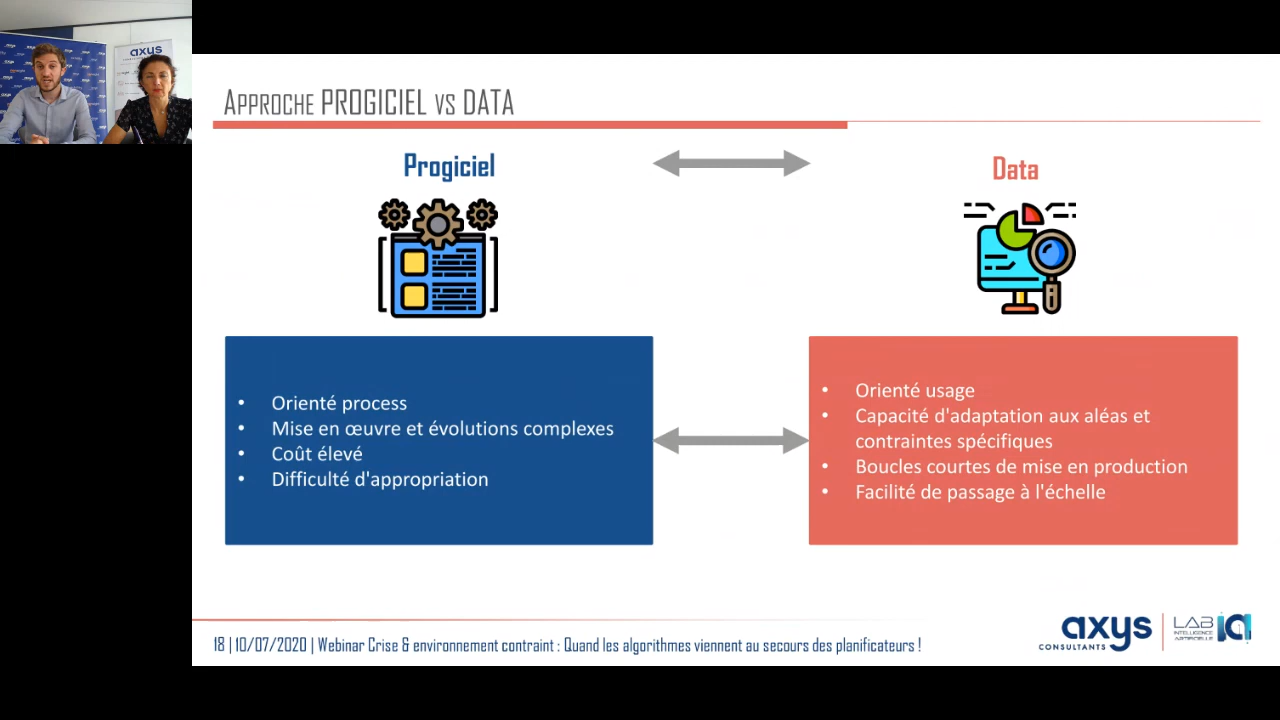 axys
APPROCHE PROGICIEL VS DATA
Progiciel
Data
• Orienté process
• Mise en œuvre et évolutions complexes
• Coût élevé
• Difficulté d'appropriation
• Orienté usage
• Capacité d'adaptation aux aléas et
contraintes spécifiques
• Boucles courtes de mise en production
• Facilité de passage à l'échelle
18 | 10/07/2020 | Webinar Crise & environnement contraint : Quand les algorithmes viennent au secours des planificateurs !
axys
CONSULTANTS
LAB
INTELLIGENCE
ARTIFICIELLE
ia